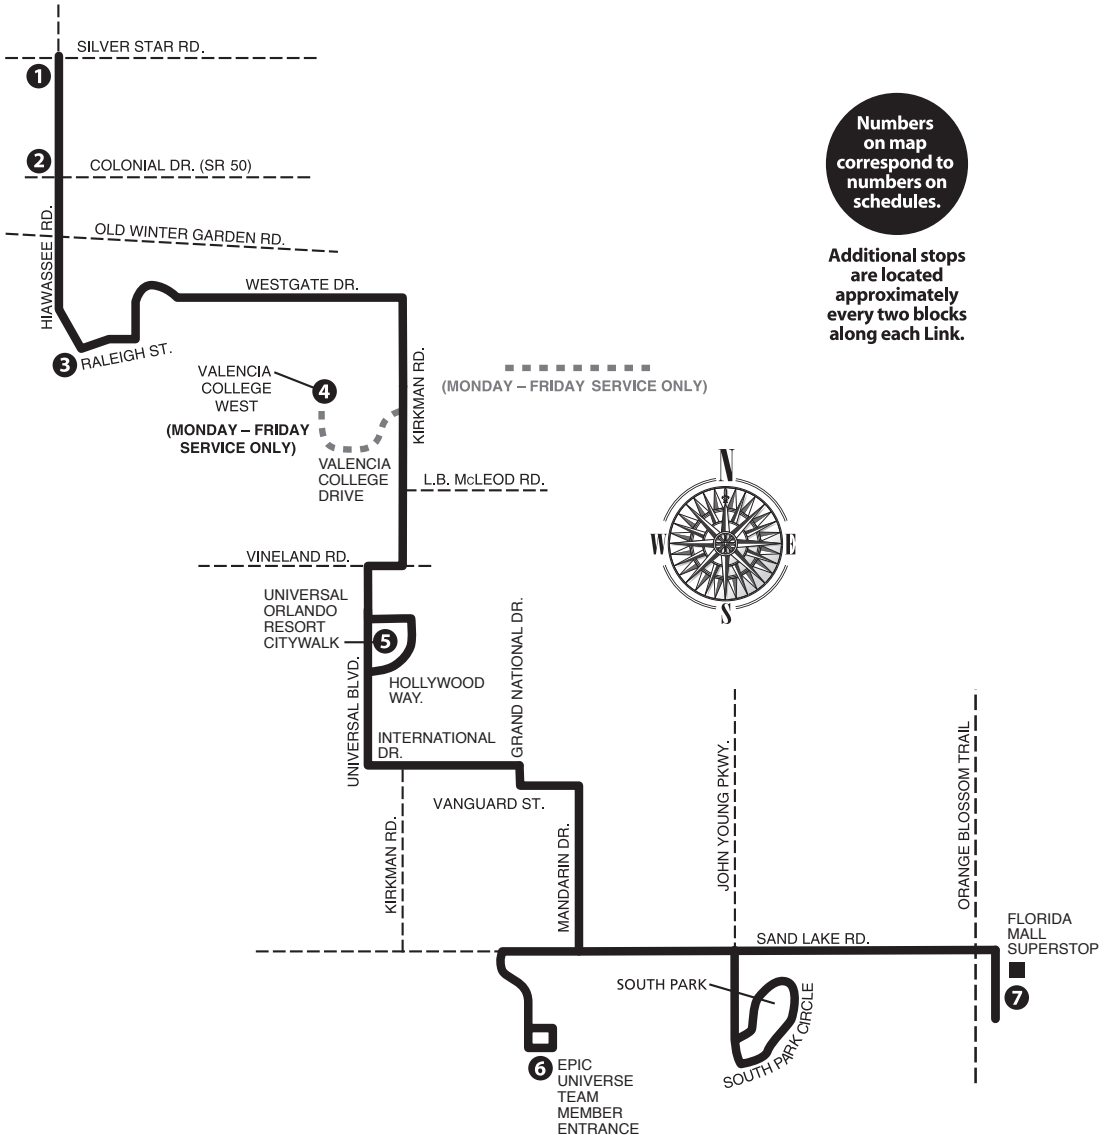 SILVER STAR RD.
1
Numbers
on map
correspond to
numbers on
schedules.
2
COLONIAL DR. (SR 50)
HIAWASSEE RD.
OLD WINTER GARDEN RD.
Additional stops
are located
approximately
every two blocks
along each Link.
WESTGATE DR.
3
RALEIGH ST.
KIRKMAN RD.
VALENCIA
COLLEGE
WEST
4
(MONDAY – FRIDAY
SERVICE ONLY)
(MONDAY – FRIDAY SERVICE ONLY)
VALENCIA
COLLEGE
DRIVE
L.B. McLEOD RD.
N
W
E
S
VINELAND RD.
UNIVERSAL
ORLANDO
RESORT
CITYWALK
5
HOLLYWOOD
WAY.
UNIVERSAL BLVD.
INTERNATIONAL
DR.
GRAND NATIONAL DR.
VANGUARD ST.
KIRKMAN RD.
MANDARIN DR.
JOHN YOUNG PKWY.
ORANGE BLOSSOM TRAIL
SAND LAKE RD.
FLORIDA
MALL
SUPERSTOP
7
SOUTH PARK
SOUTH PARK CIRCLE
6
EPIC
UNIVERSE
TEAM
MEMBER
ENTRANCE